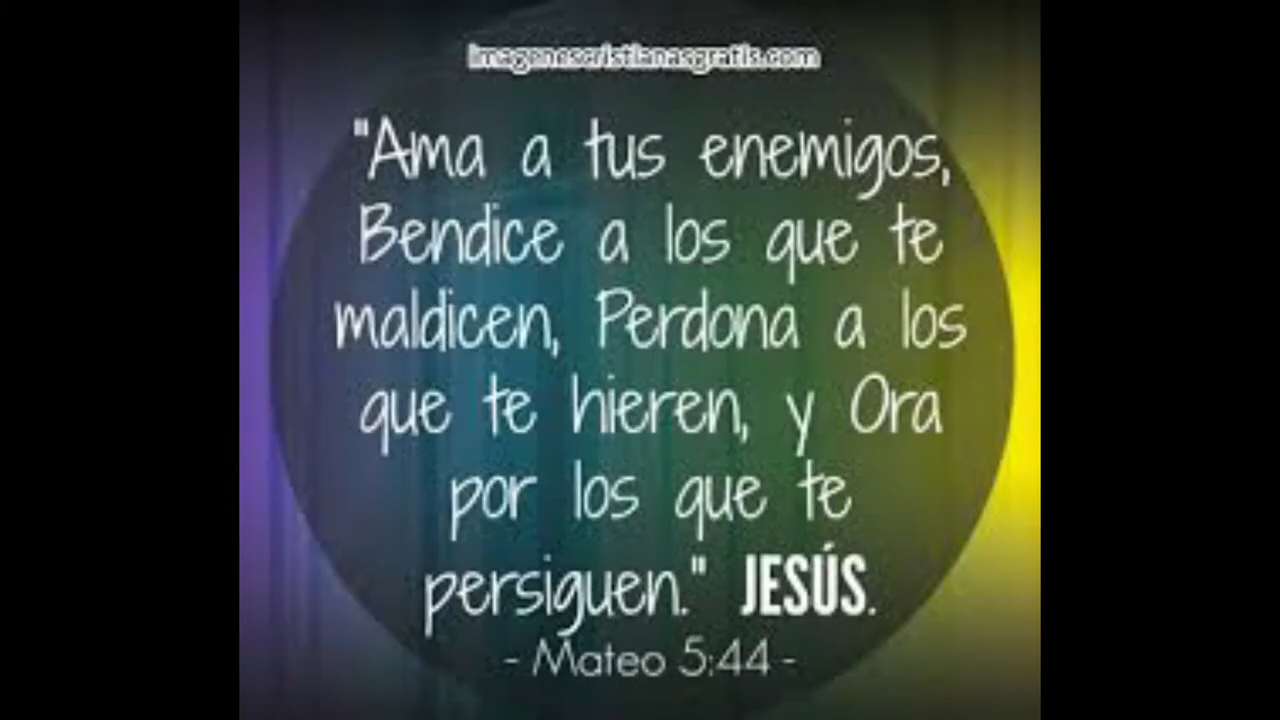 imagenescristianasgratis.com
"Ama a tus enemigos,
Bendice a los que te
maldicen, Perdona a los
que te hieren, y Ora
por los que te
persiguen." JESÚS.
- Mateo 5:44 -